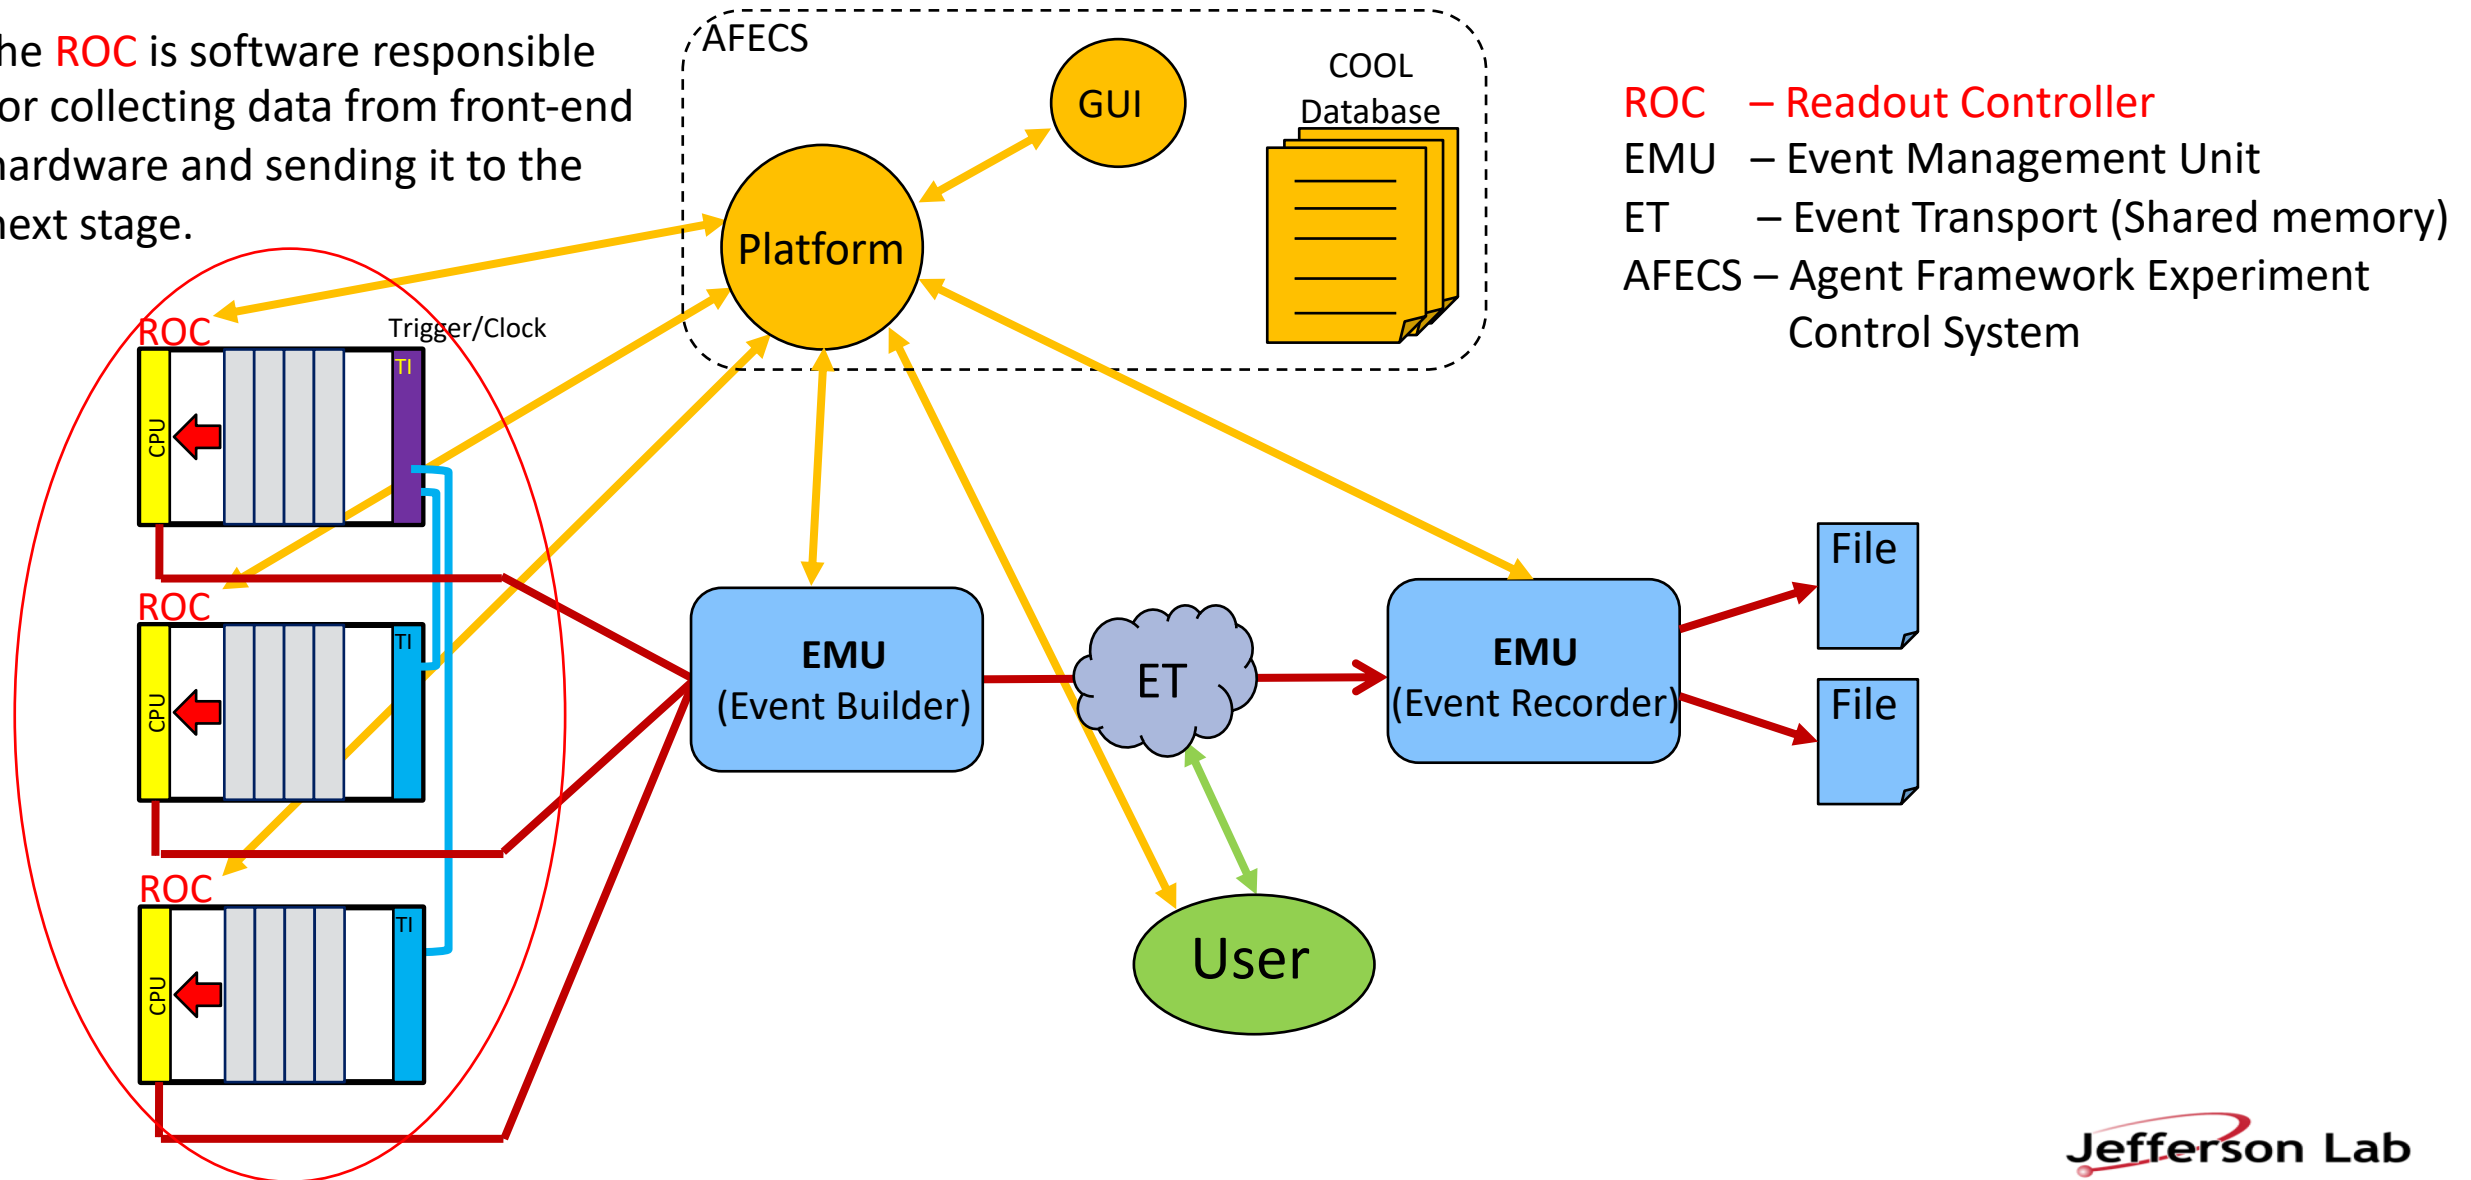 he ROC is software responsible
or collecting data from front-end
hardware and sending it to the
next stage.
AFECS
GUI
COOL
Database
Platform
ROC – Readout Controller
EMU – Event Management Unit
ET – Event Transport (Shared memory)
AFECS – Agent Framework Experiment
Control System
ROC
Trigger/Clock
TI
CPU
ROC
TI
CPU
ROC
TI
CPU
EMU
(Event Builder)
ET
EMU
(Event Recorder)
File
File
User
Jefferson Lab